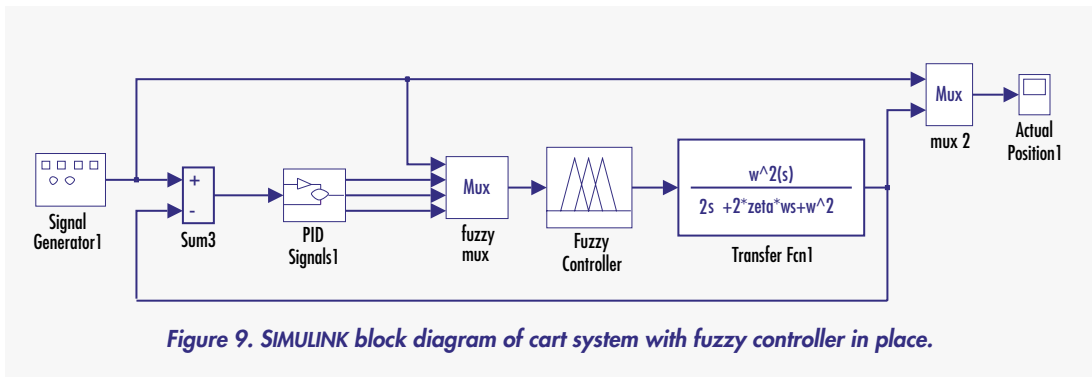 Mux
mux 2
Actual
Position1
Signal
Generator1
+
-
Sum3
PID
Signals1
Mux
fuzzy
mux
Fuzzy
Controller
w^2(s)
2s +2*zeta*ws+w^2
Transfer Fcn1
Figure 9. SIMULINK block diagram of cart system with fuzzy controller in place.